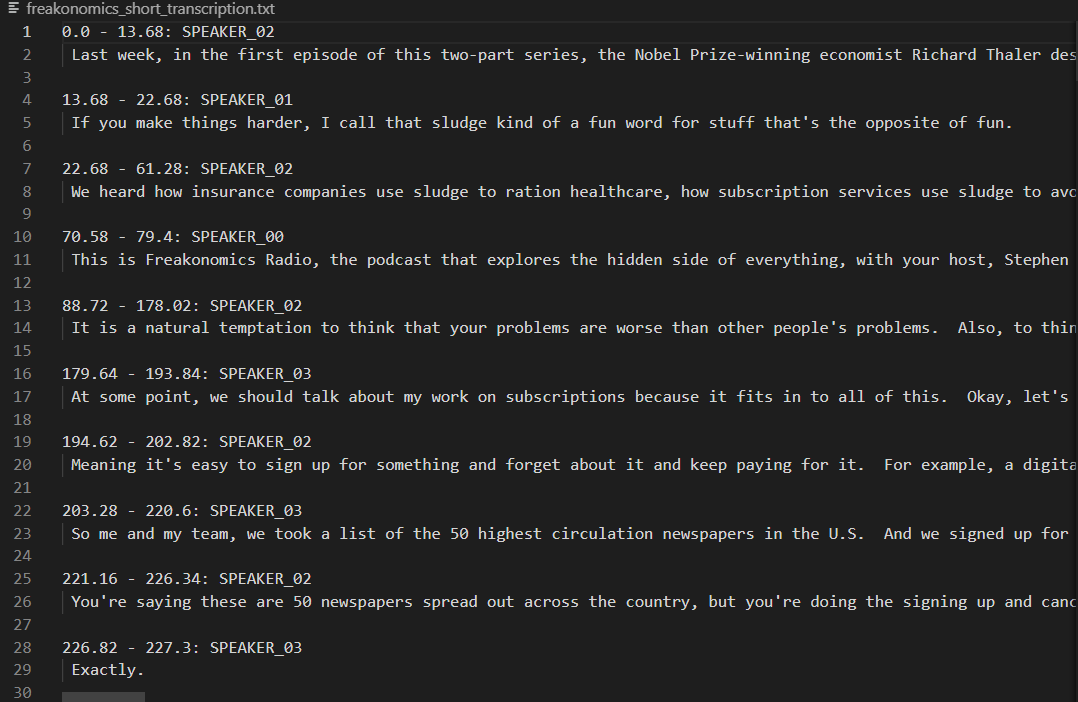 freakonomics_short_transcription.txt
1 0.0 - 13.68: SPEAKER_02
2 Last week, in the first episode of this two-part series, the Nobel Prize-winning economist Richard Thaler des
3
4 13.68 - 22.68: SPEAKER_01
5 If you make things harder, I call that sludge kind of a fun word for stuff that's the opposite of fun.
6
7 22.68 - 61.28: SPEAKER_02
8 We heard how insurance companies use sludge to ration healthcare, how subscription services use sludge to avo
9
10 70.58 - 79.4: SPEAKER_00
11 This is Freakonomics Radio, the podcast that explores the hidden side of everything, with your host, Stephen
12
13 88.72 - 178.02: SPEAKER_02
14 It is a natural temptation to think that your problems are worse than other people's problems.  Also, to thin
15
16 179.64 - 193.84: SPEAKER_03
17 At some point, we should talk about my work on subscriptions because it fits in to all of this.  Okay, let's
18
19 194.62 - 202.82: SPEAKER_02
20 Meaning it's easy to sign up for something and forget about it and keep paying for it.  For example, a digita
21
22 203.28 - 220.6: SPEAKER_03
23 So me and my team, we took a list of the 50 highest circulation newspapers in the U.S.  And we signed up for
24
25 221.16 - 226.34: SPEAKER_02
26 You're saying these are 50 newspapers spread out across the country, but you're doing the signing up and canc
27
28 226.82 - 227.3: SPEAKER_03
29 Exactly.
30